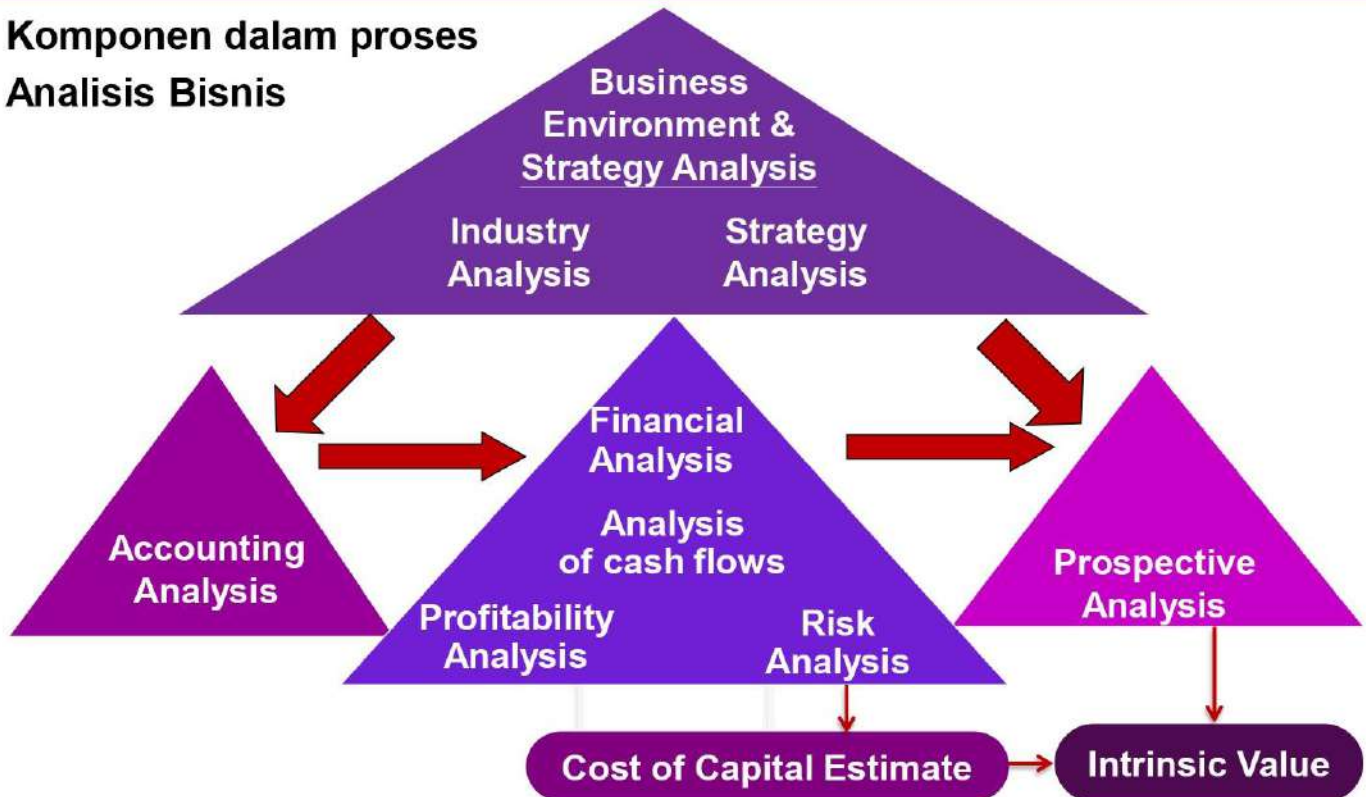 Komponen dalam proses
Analisis Bisnis
Business
Environment &
Strategy Analysis
Industry
Analysis
Strategy
Analysis
Accounting
Analysis
Financial
Analysis
Analysis
of cash flows
Profitability
Analysis
Risk
Analysis
Prospective
Analysis
Cost of Capital Estimate
Intrinsic Value